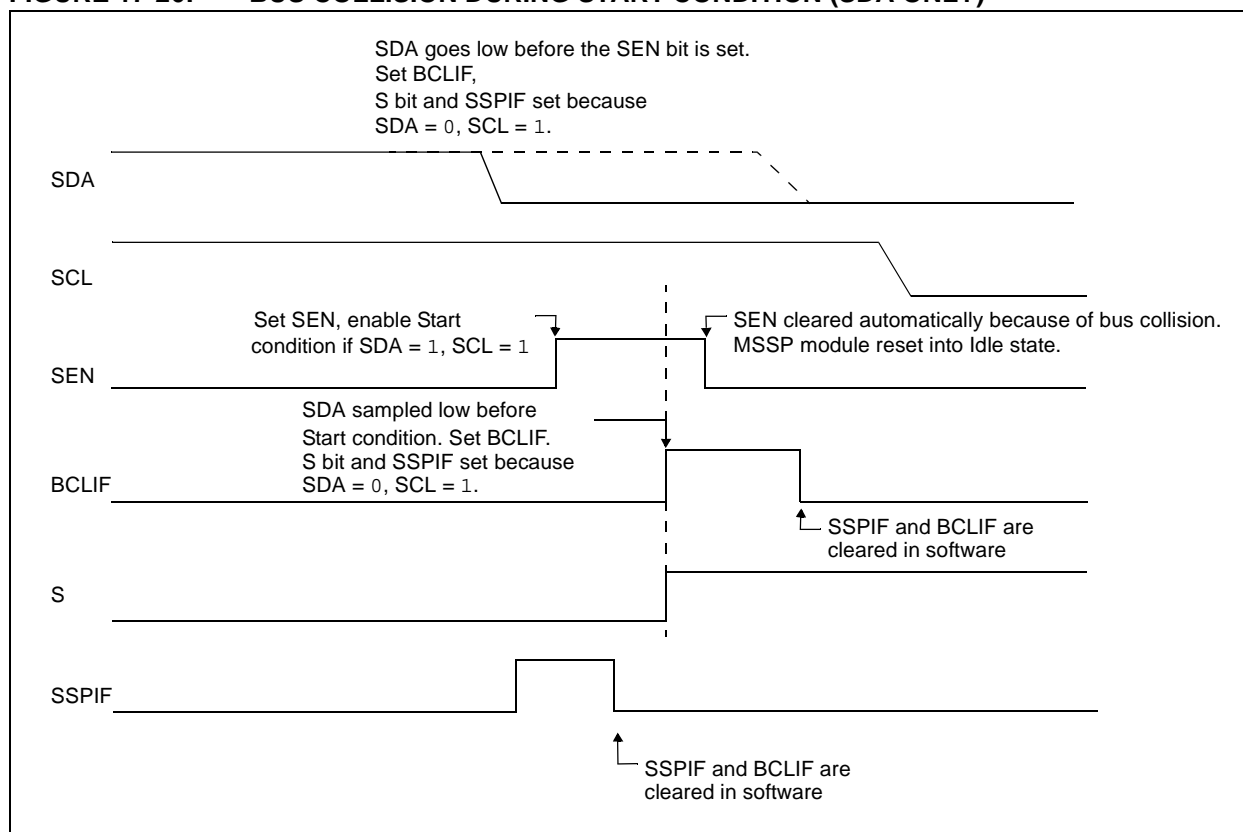 SDA goes low before the SEN bit is set.
Set BCLIF,
S bit and SSPIF set because
SDA = 0, SCL = 1.
SDA
SCL
Set SEN, enable Start
condition if SDA = 1, SCL = 1
SEN cleared automatically because of bus collision.
MSSP module reset into Idle state.
SEN
SDA sampled low before
Start condition. Set BCLIF.
S bit and SSPIF set because
SDA = 0, SCL = 1.
BCLIF
SSPIF and BCLIF are
cleared in software
S
SSPIF
SSPIF and BCLIF are
cleared in software